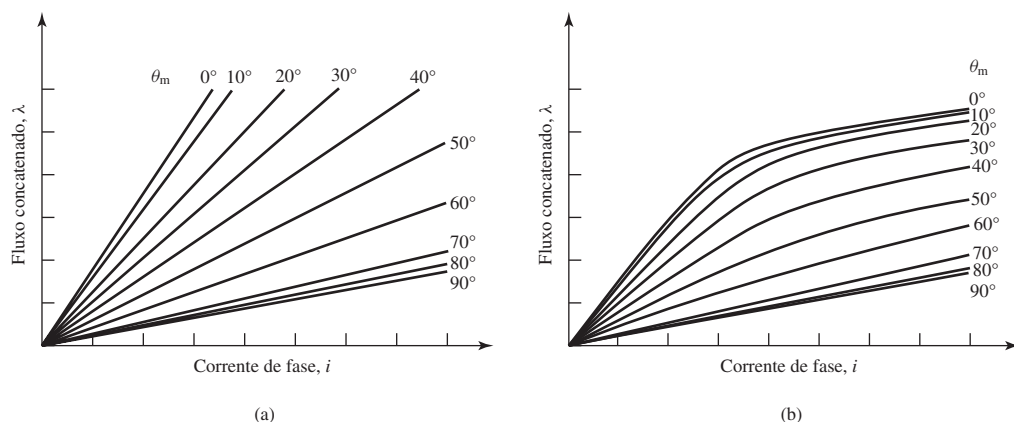 θm 0° 10° 20° 30° 40°
50°
60°
70°
80°
90°
Fluxo concatenado, λ
Corrente de fase, i
(a)
θm
0°
10°
20°
30°
40°
50°
60°
70°
80°
90°
Fluxo concatenado, λ
Corrente de fase, i
(b)